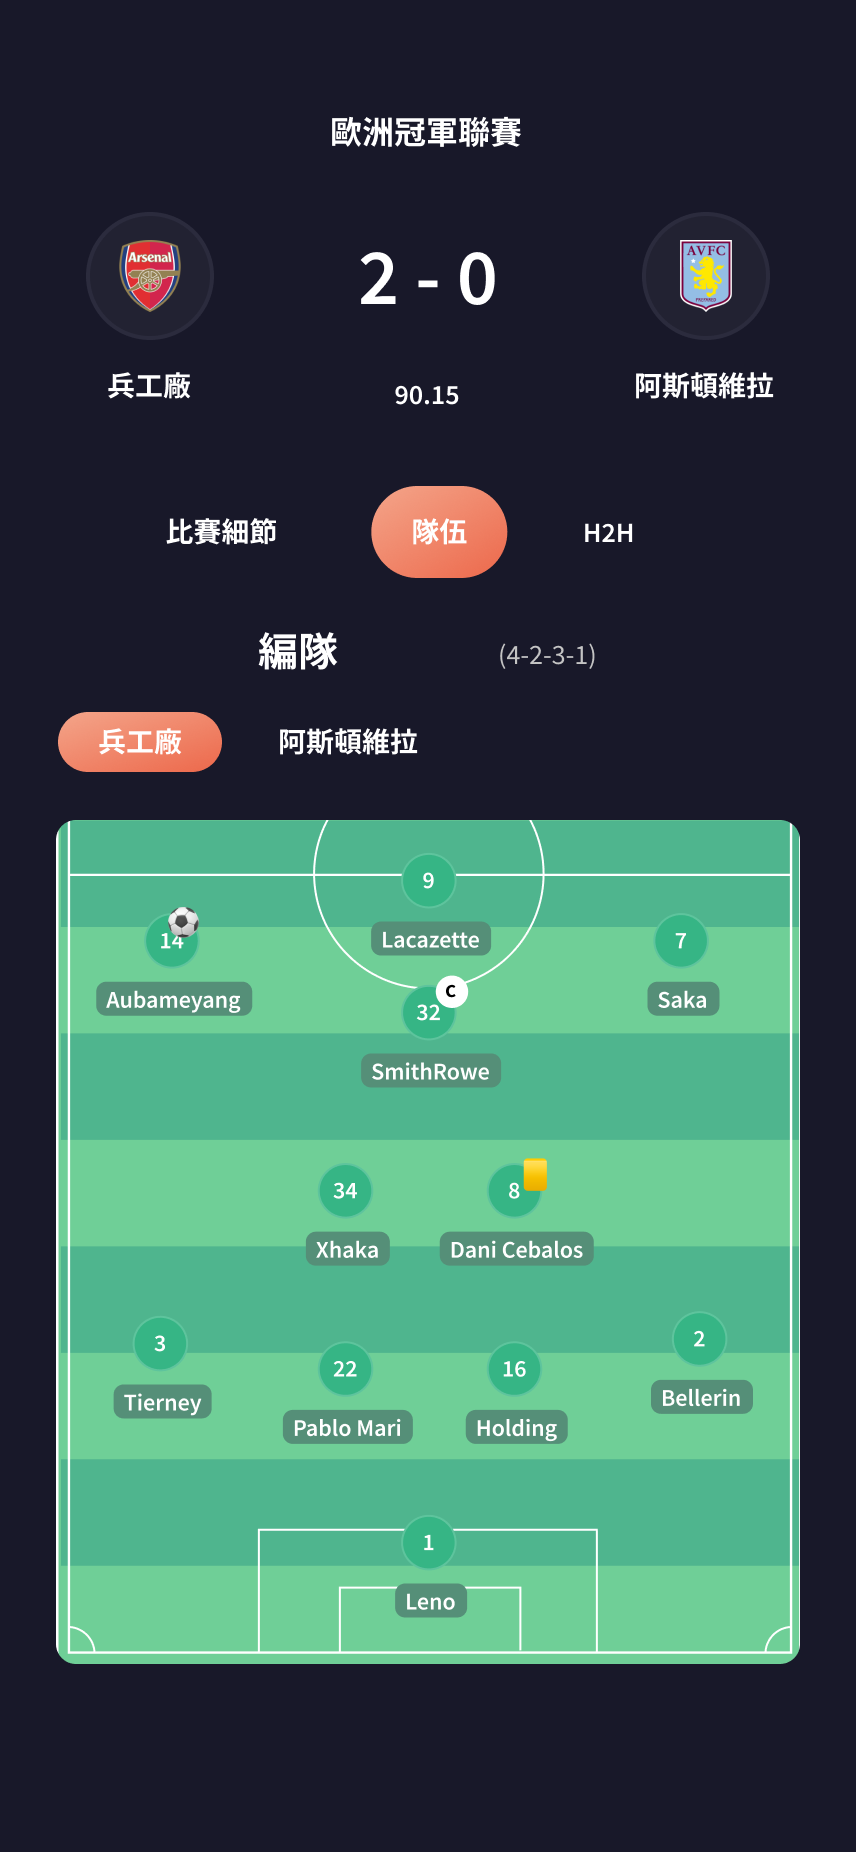 歐洲冠軍聯賽
Arsenal
2 - 0
AVFC
PREPARED
兵工廠
90.15
阿斯頓維拉
比賽細節
隊伍
H2H
編隊
(4-2-3-1)
兵工廠
阿斯頓維拉
9
Lacazette
14
Aubameyang
7
Saka
C
32
SmithRowe
34
Xhaka
8
Dani Cebalos
3
Tierney
22
Pablo Mari
16
Holding
2
Bellerin
1
Leno